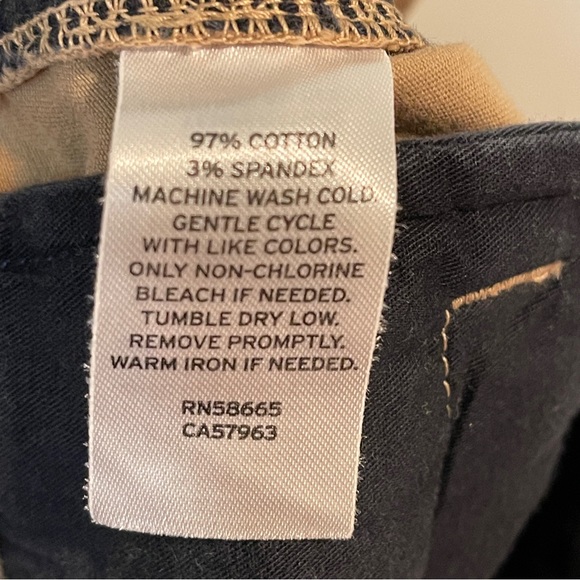 97% COTTON
3% SPANDEX
MACHINE WASH COLD
GENTLE CYCLE
WITH LIKE COLORS.
ONLY NON-CHLORINE
BLEACH IF NEEDED.
TUMBLE DRY LOW.
REMOVE PROMPTLY.
WARM IRON IF NEEDED.
RN58665
CA57963